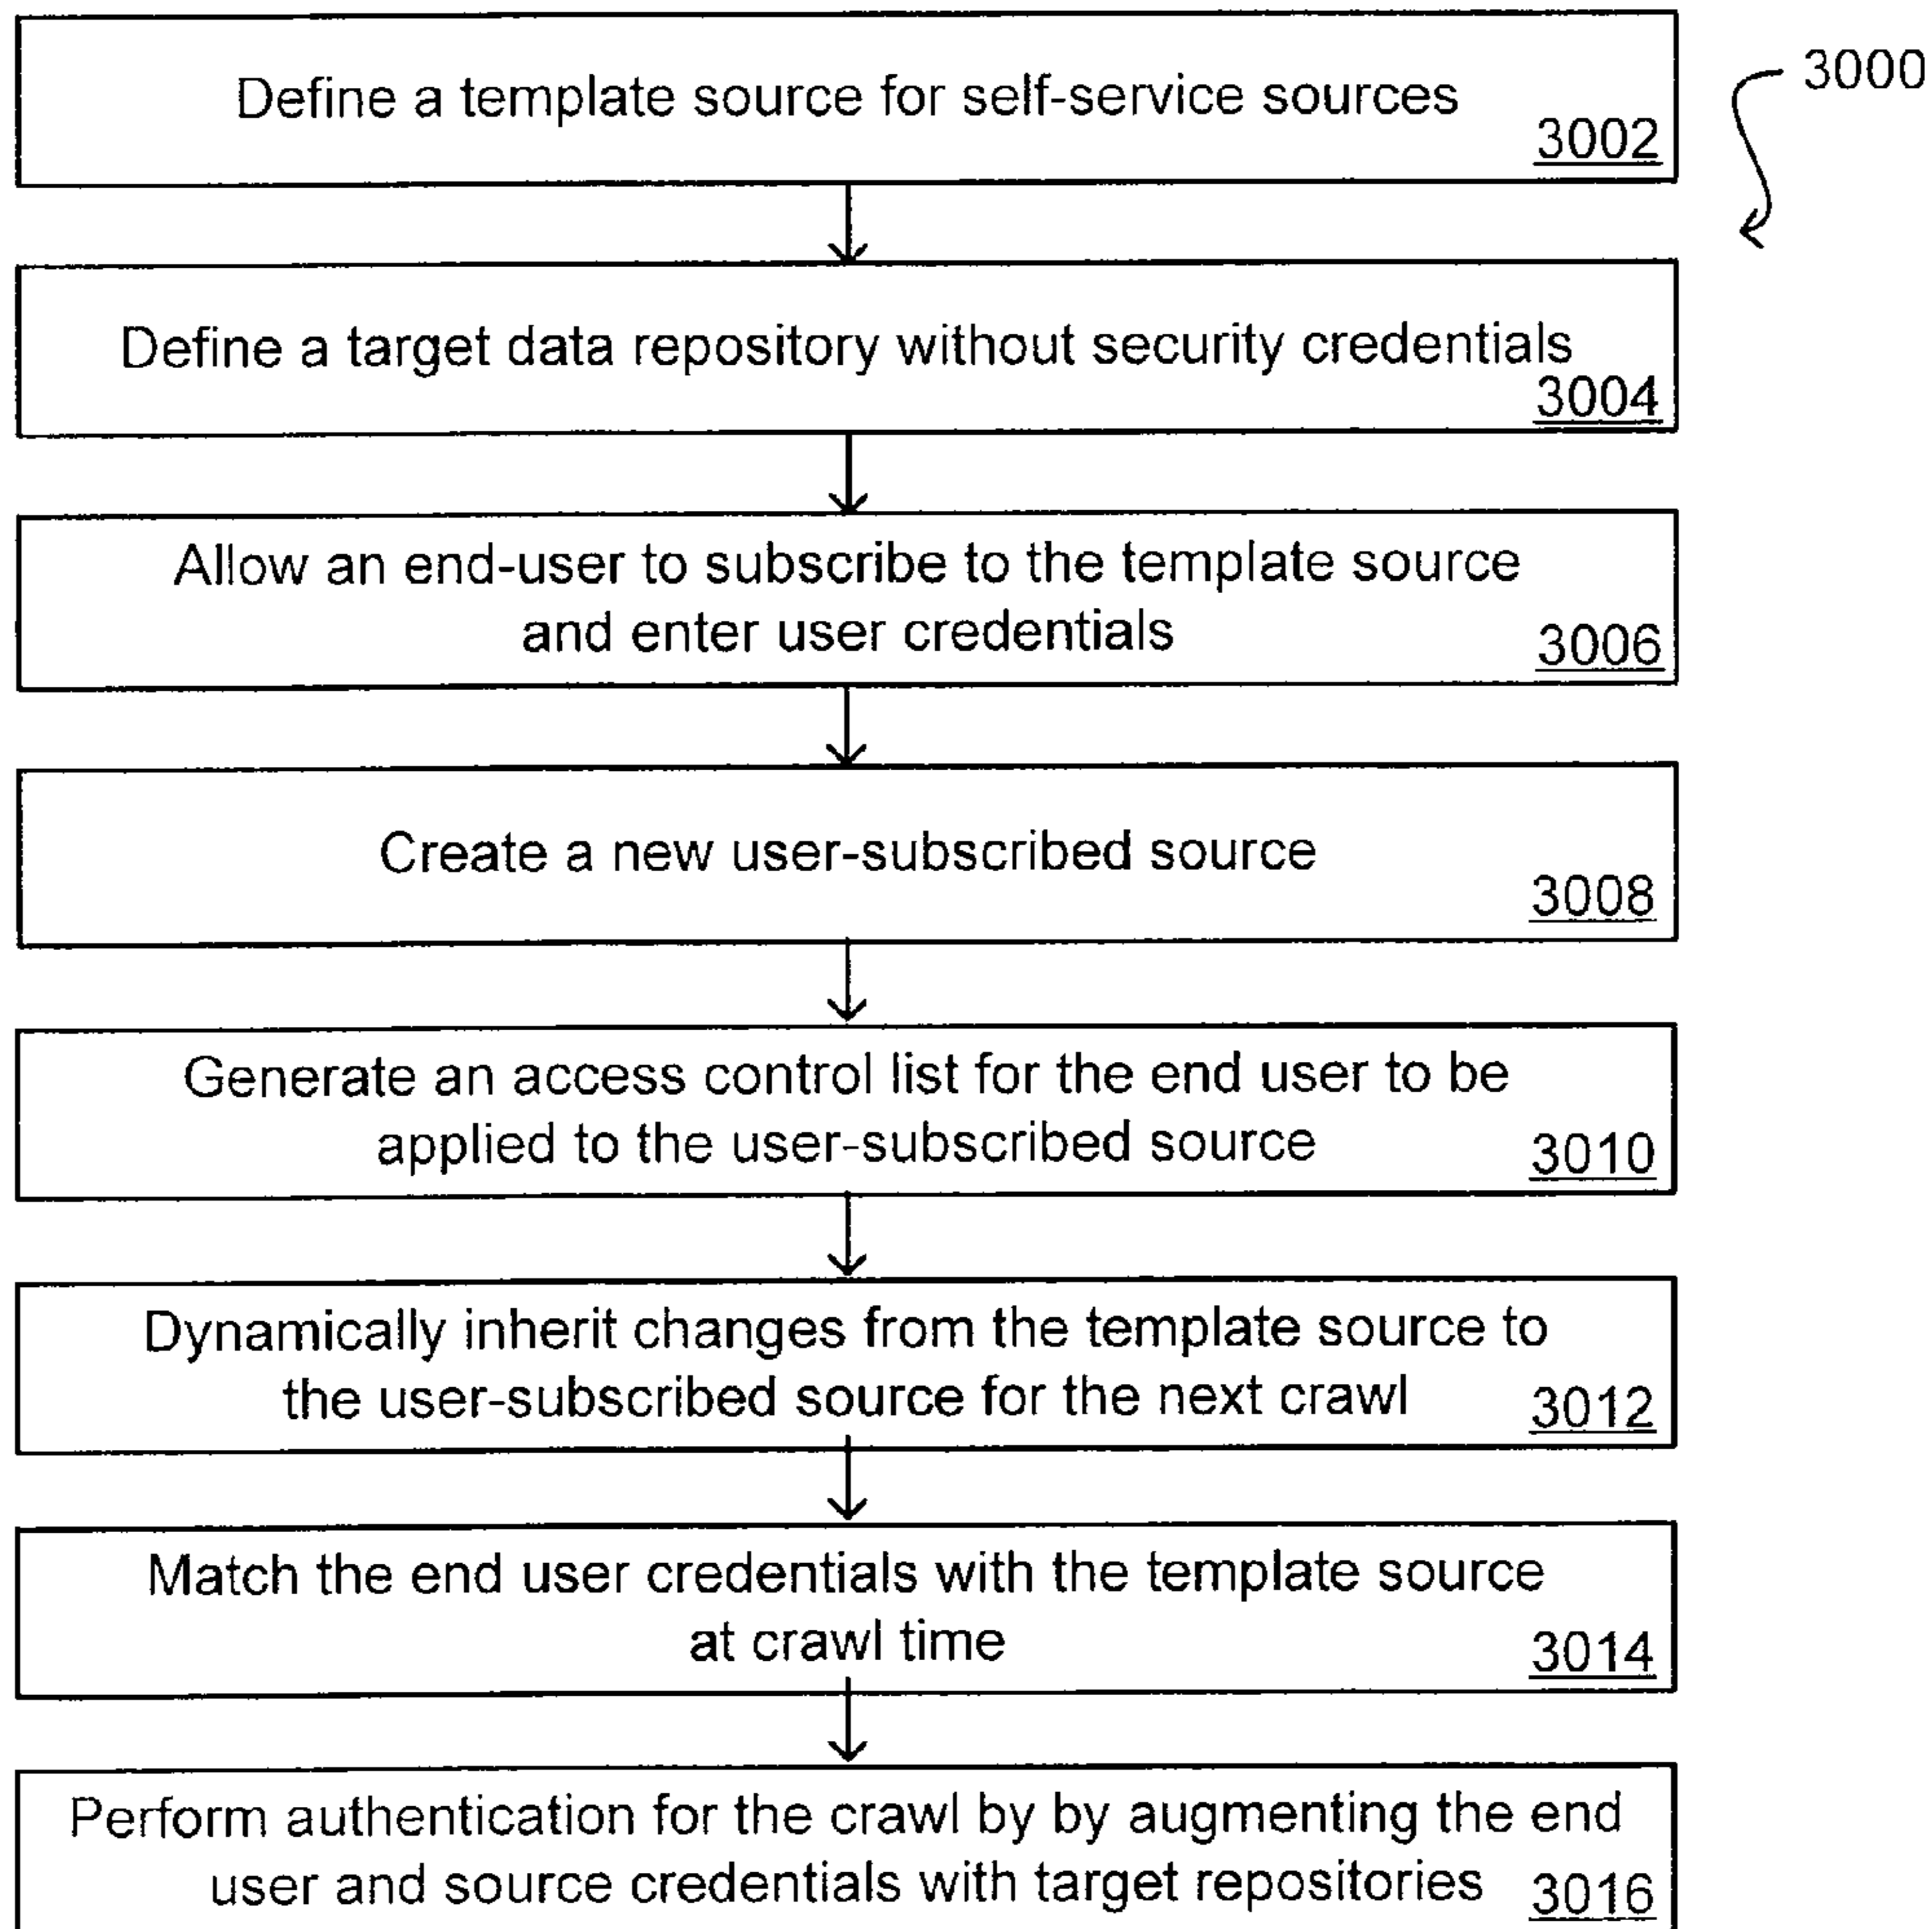 Define a template source for self-service sources
3002
3000
Define a target data repository without security credentials
3004
Allow an end-user to subscribe to the template source
and enter user credentials
3006
Create a new user-subscribed source
3008
Generate an access control list for the end user to be
applied to the user-subscribed source
3010
Dynamically inherit changes from the template source to
the user-subscribed source for the next crawl
3012
Match the end user credentials with the template source
at crawl time
3014
Perform authentication for the crawl by by augmenting the end
user and source credentials with target repositories
3016